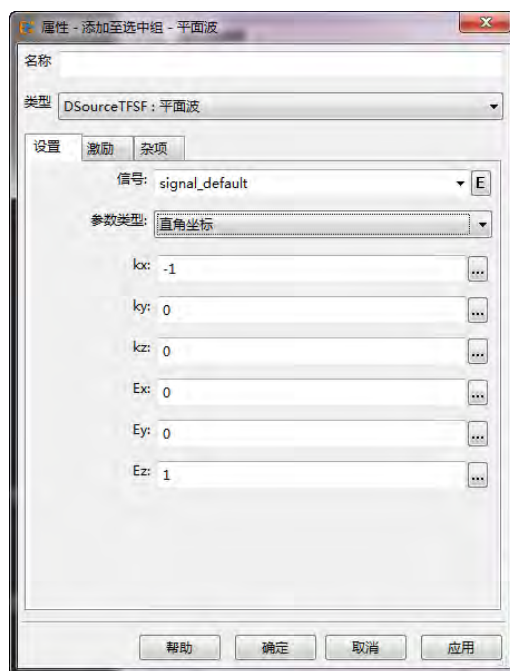 属性 - 添加至选中组 - 平面波
名称
类型 DSourceTFSF : 平面波
设置 激励 杂项
信号: signal_default E
参数类型: 直角坐标
kx: -1 ...
ky: 0 ...
kz: 0 ...
Ex: 0 ...
Ey: 0 ...
Ez: 1 ...
帮助 确定 取消 应用